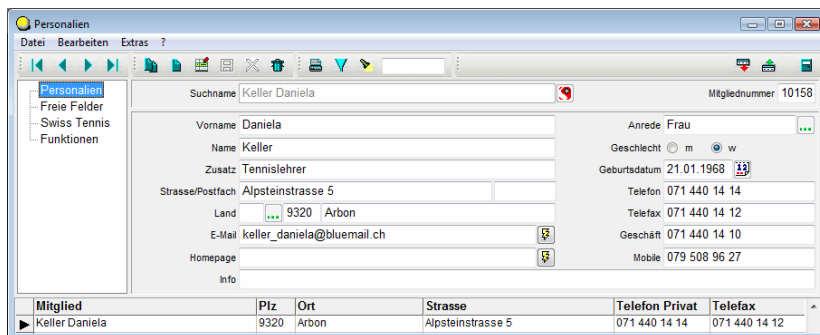 Personalien
Datei Bearbeiten Extras ?
Personalien
Freie Felder
Swiss Tennis
Funktionen
Suchname Keller Daniela Mitgliednummer 10158
Vorname Daniela Anrede Frau ...
Name Keller Geschlecht m w
Zusatz Tennislehrer Geburtsdatum 21.01.1968 12
Strasse/Postfach Alpsteinstrasse 5 Telefon 071 440 14 14
Land ... 9320 Arbon Telefax 071 440 14 12
E-Mail keller_daniela@bluemail.ch Geschäft 071 440 14 10
Homepage Mobile 079 508 96 27
Info
Mitglied Plz Ort Strasse Telefon Privat Telefax
Keller Daniela 9320 Arbon Alpsteinstrasse 5 071 440 14 14 071 440 14 12